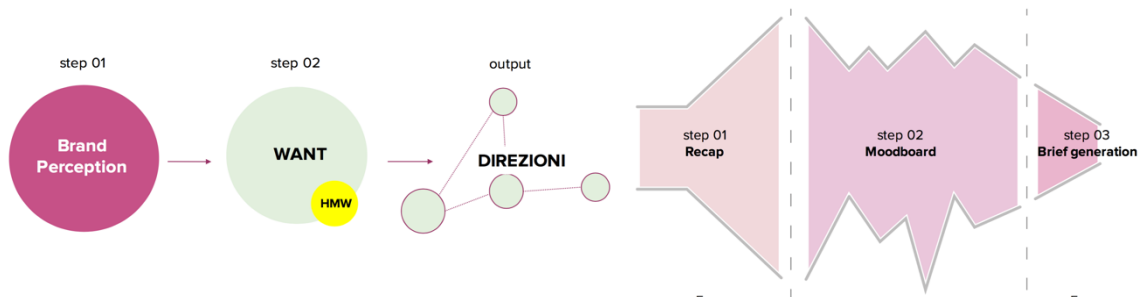 step 01
Brand
Perception
step 02
WANT
HMW
output
DIREZIONI
step 01
Recap
step 02
Moodboard
step 03
Brief generation